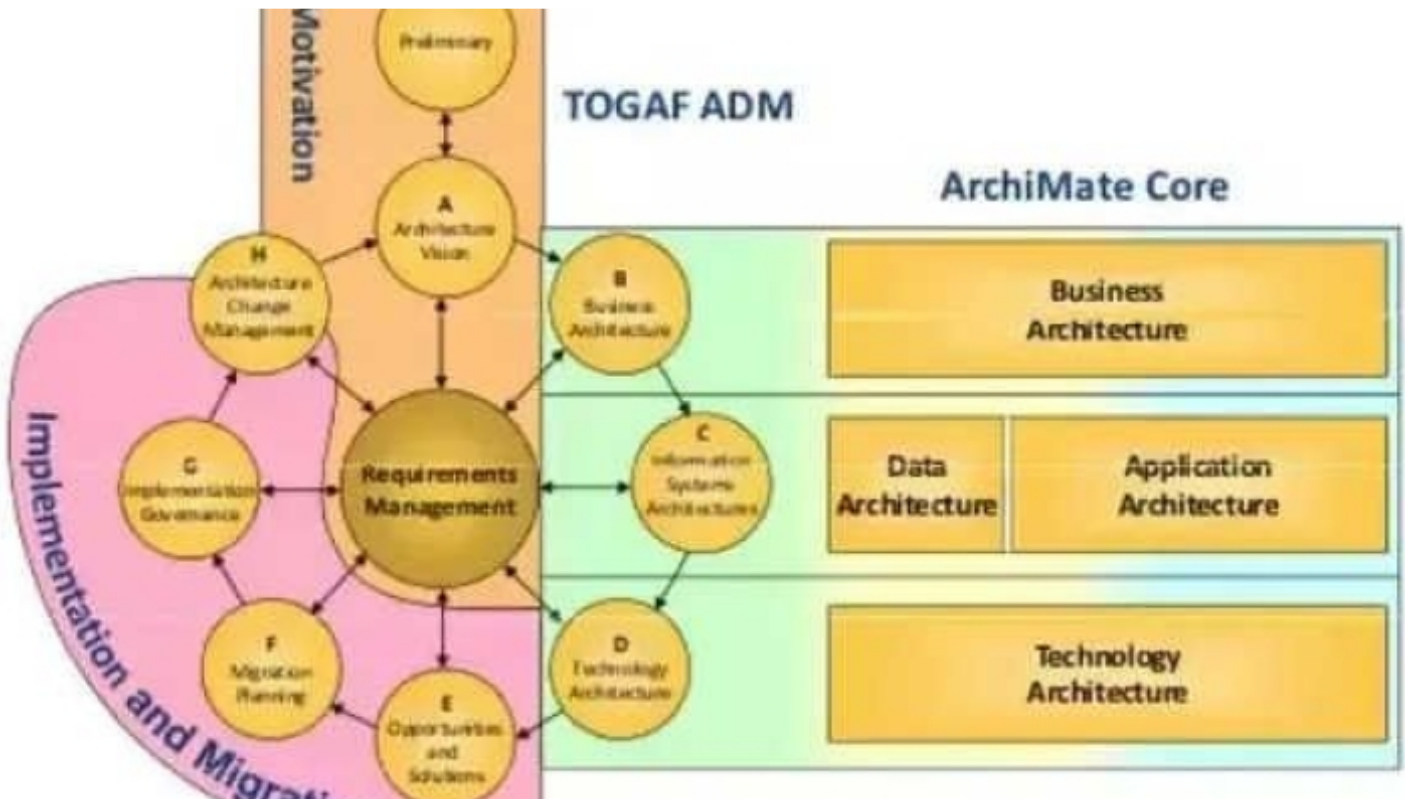 Motivation
Preliminary
TOGAF ADM
ArchiMate Core
A
Architecture
Vision
H
Architecture
Change
Management
B
Business
Architecture
Business
Architecture
C
Information
Systems
Architectures
Data
Architecture
Application
Architecture
G
Implementation
Governance
Requirements
Management
Implementation and Migrati
F
Migration
Planning
D
Technology
Architecture
Technology
Architecture
E
Opportunities
and
Solutions